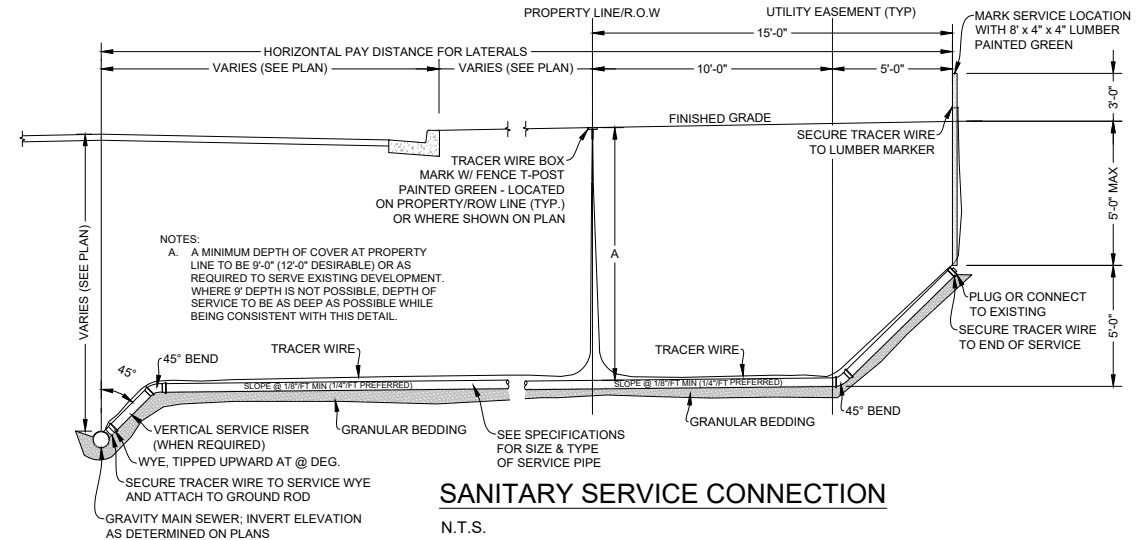 PROPERTY LINE/R.O.W
UTILITY EASEMENT (TYP)
MARK SERVICE LOCATION
WITH 8' x 4" x 4" LUMBER
PAINTED GREEN
15'-0"
HORIZONTAL PAY DISTANCE FOR LATERALS
VARIES (SEE PLAN)
VARIES (SEE PLAN)
10'-0"
5'-0"
3'-0"
FINISHED GRADE
SECURE TRACER WIRE
TO LUMBER MARKER
TRACER WIRE BOX
MARK W/ FENCE T-POST
PAINTED GREEN - LOCATED
ON PROPERTY/ROW LINE (TYP.)
OR WHERE SHOWN ON PLAN
5'-0" MAX
VARIES (SEE PLAN)
NOTES:
A. A MINIMUM DEPTH OF COVER AT PROPERTY
LINE TO BE 9'-0" (12'-0" DESIRABLE) OR AS
REQUIRED TO SERVE EXISTING DEVELOPMENT.
WHERE 9' DEPTH IS NOT POSSIBLE, DEPTH OF
SERVICE TO BE AS DEEP AS POSSIBLE WHILE
BEING CONSISTENT WITH THIS DETAIL.
A
PLUG OR CONNECT
TO EXISTING
SECURE TRACER WIRE
TO END OF SERVICE
5'-0"
45°
45° BEND
TRACER WIRE
TRACER WIRE
SLOPE @ 1/8"/FT MIN (1/4"/FT PREFERRED)
SLOPE @ 1/8"/FT MIN (1/4"/FT PREFERRED)
45° BEND
VERTICAL SERVICE RISER
(WHEN REQUIRED)
GRANULAR BEDDING
SEE SPECIFICATIONS
FOR SIZE & TYPE
OF SERVICE PIPE
GRANULAR BEDDING
WYE, TIPPED UPWARD AT @ DEG.
SECURE TRACER WIRE TO SERVICE WYE
AND ATTACH TO GROUND ROD
GRAVITY MAIN SEWER; INVERT ELEVATION
AS DETERMINED ON PLANS
SANITARY SERVICE CONNECTION
N.T.S.